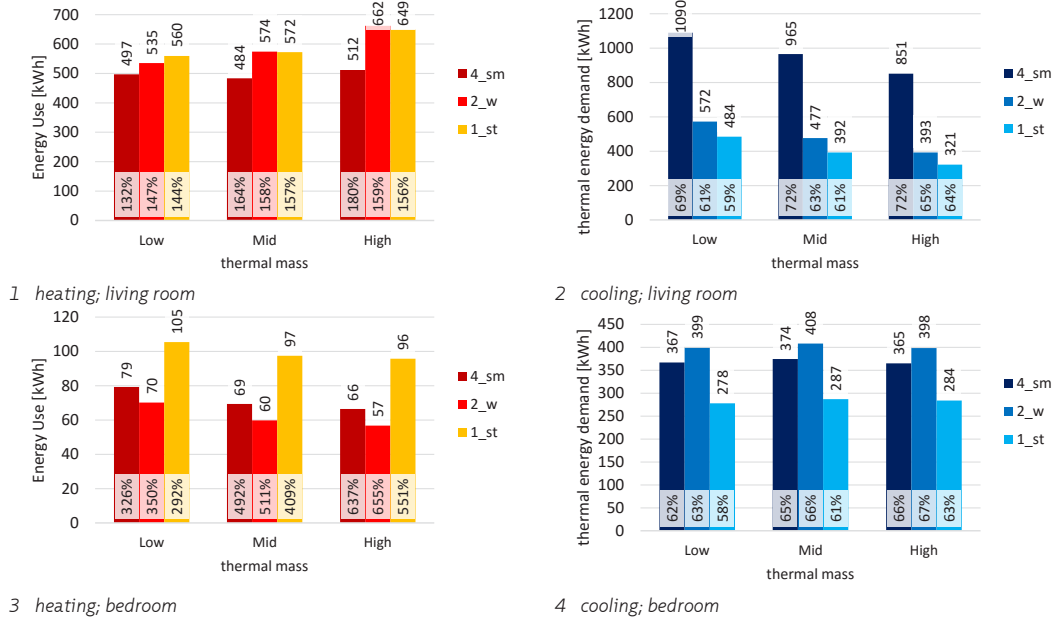 Energy Use [kWh]
700
600
500
400
300
200
100
0
497
535
560
484
574
572
512
662
649
132%
147%
144%
164%
158%
157%
180%
159%
156%
Low
Mid
High
thermal mass
4_sm
2_w
1_st
1 heating; living room
thermal energy demand [kWh]
1200
1000
800
600
400
200
0
1090
572
484
965
477
392
851
393
321
69%
61%
59%
72%
63%
61%
72%
65%
64%
Low
Mid
High
thermal mass
4_sm
2_w
1_st
2 cooling; living room
Energy Use [kWh]
120
100
80
60
40
20
0
79
70
105
69
60
97
66
57
96
326%
350%
292%
492%
511%
409%
637%
655%
551%
Low
Mid
High
thermal mass
4_sm
2_w
1_st
3 heating; bedroom
thermal energy demand [kWh]
450
400
350
300
250
200
150
100
50
0
367
399
278
374
408
287
365
398
284
62%
63%
58%
65%
66%
61%
66%
67%
63%
Low
Mid
High
thermal mass
4_sm
2_w
1_st
4 cooling; bedroom